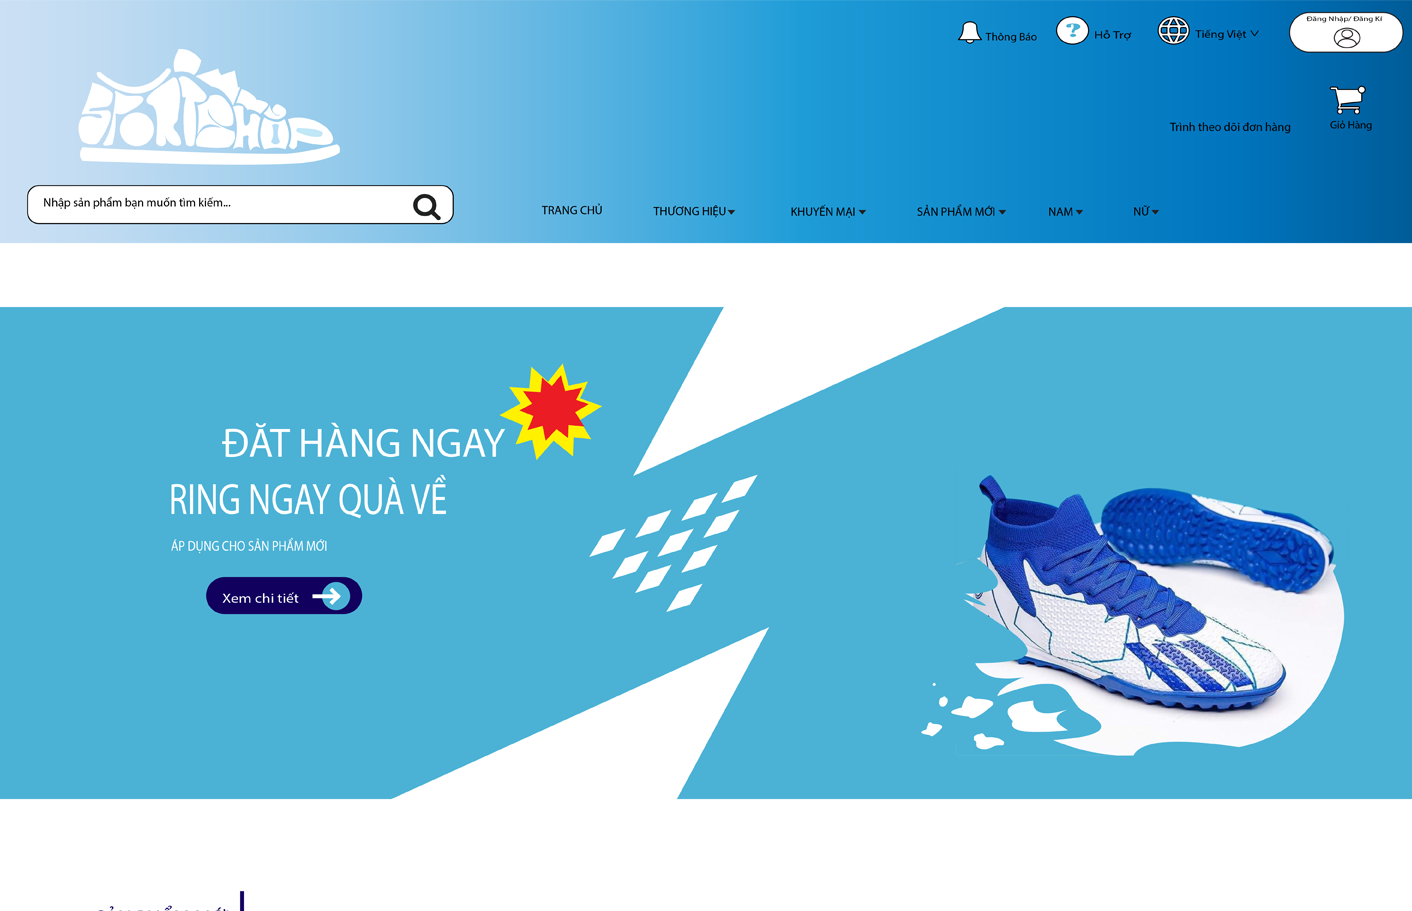 Thông Báo
Hỗ Trợ
Tiếng Việt
Đăng Nhập/ Đăng Kí
SPORTSHOP
Trình theo dõi đơn hàng
Giỏ Hàng
Nhập sản phẩm bạn muốn tìm kiếm...
TRANG CHỦ
THƯƠNG HIỆU
KHUYẾN MẠI
SẢN PHẨM MỚI
NAM
NỮ
ĐĂT HÀNG NGAY
RING NGAY QUÀ VỀ
ÁP DỤNG CHO SẢN PHẨM MỚI
Xem chi tiết